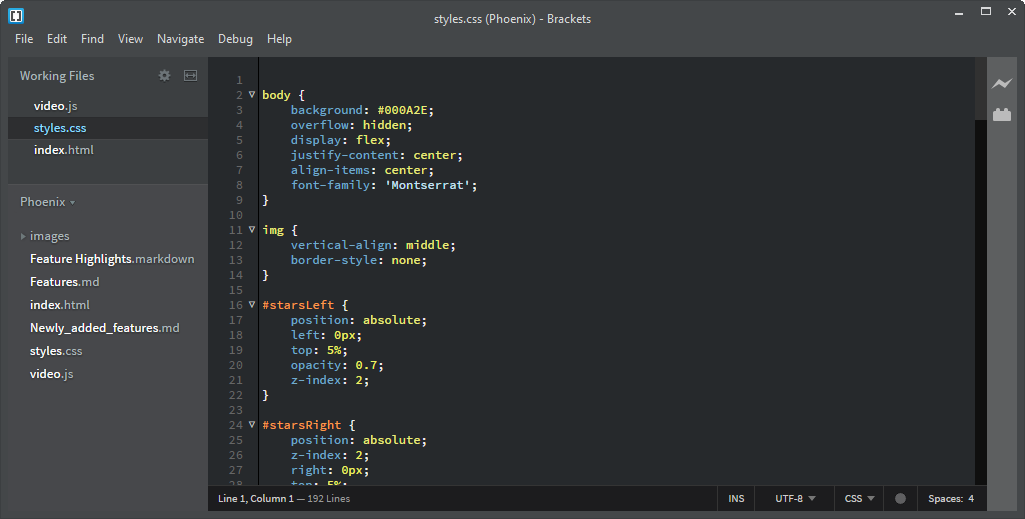 styles.css (Phoenix) - Brackets
File Edit Find View Navigate Debug Help
Working Files
video.js
styles.css
index.html
Phoenix
images
Feature Highlights.markdown
Features.md
index.html
Newly_added_features.md
styles.css
video.js
1
2 body {
3     background: #000A2E;
4     overflow: hidden;
5     display: flex;
6     justify-content: center;
7     align-items: center;
8     font-family: 'Montserrat';
9 }
10
11 img {
12     vertical-align: middle;
13     border-style: none;
14 }
15
16 #starsLeft {
17     position: absolute;
18     left: 0px;
19     top: 5%;
20     opacity: 0.7;
21     z-index: 2;
22 }
23
24 #starsRight {
25     position: absolute;
26     z-index: 2;
27     right: 0px;
28     top: 5%;
Line 1, Column 1 — 192 Lines INS UTF-8 CSS Spaces: 4